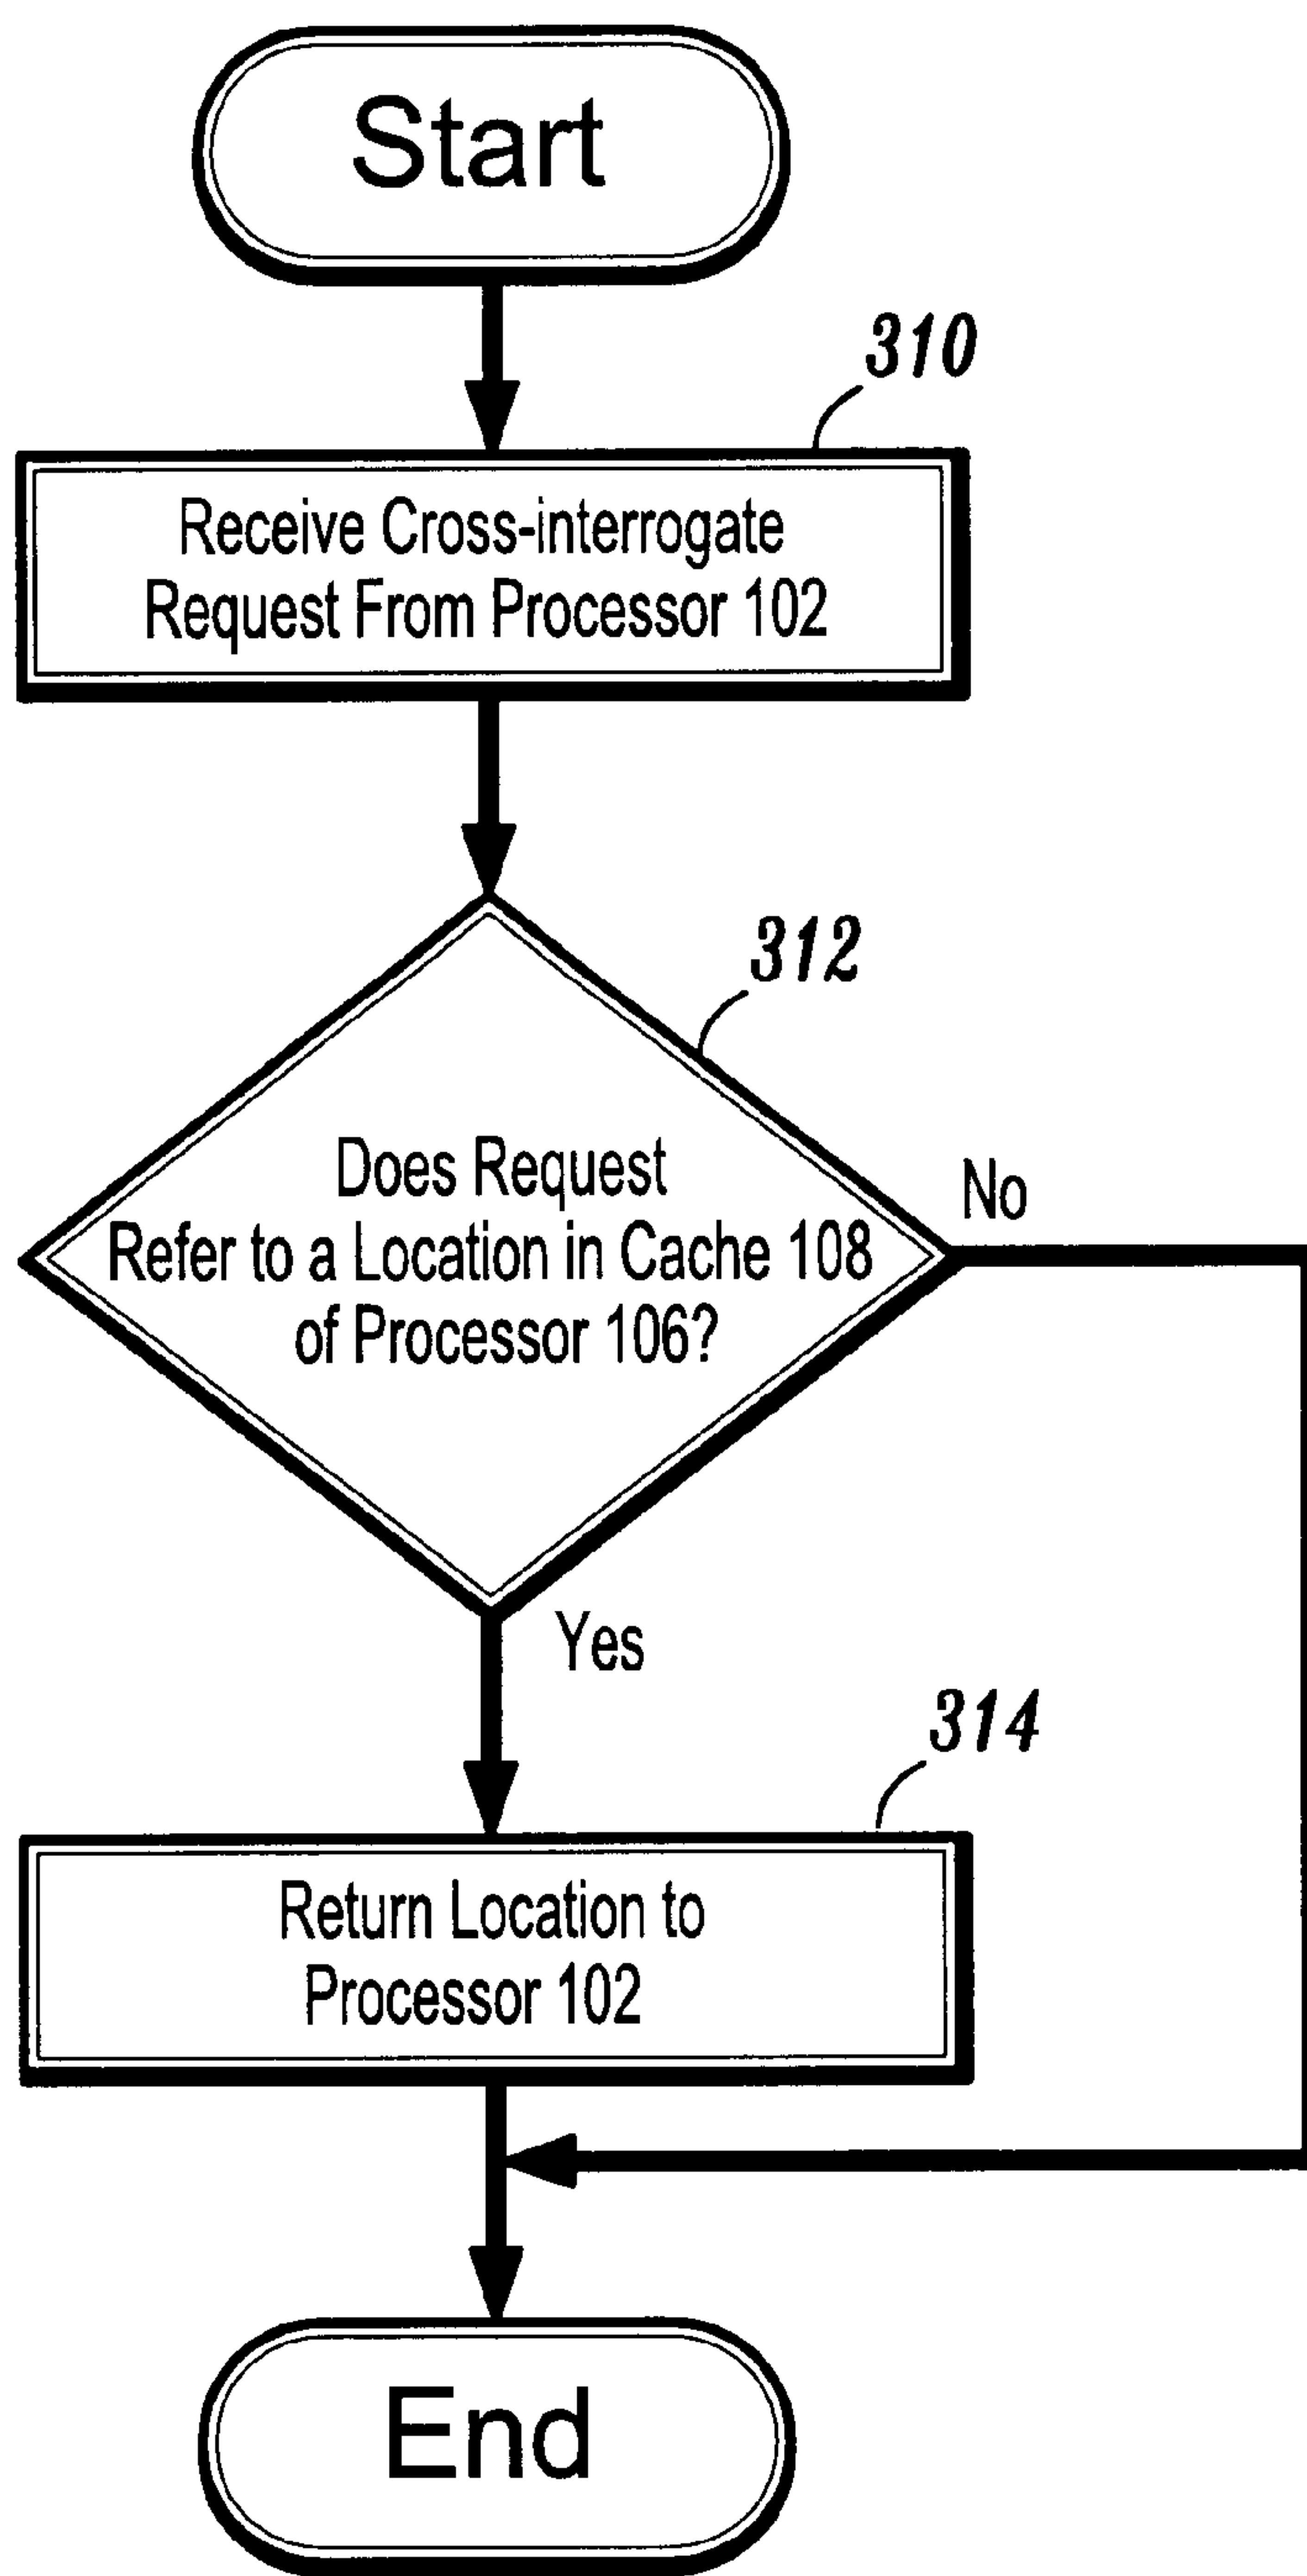 Start
310
Receive Cross-interrogate
Request From Processor 102
312
Does Request
Refer to a Location in Cache 108
of Processor 106?
No
Yes
314
Return Location to
Processor 102
End